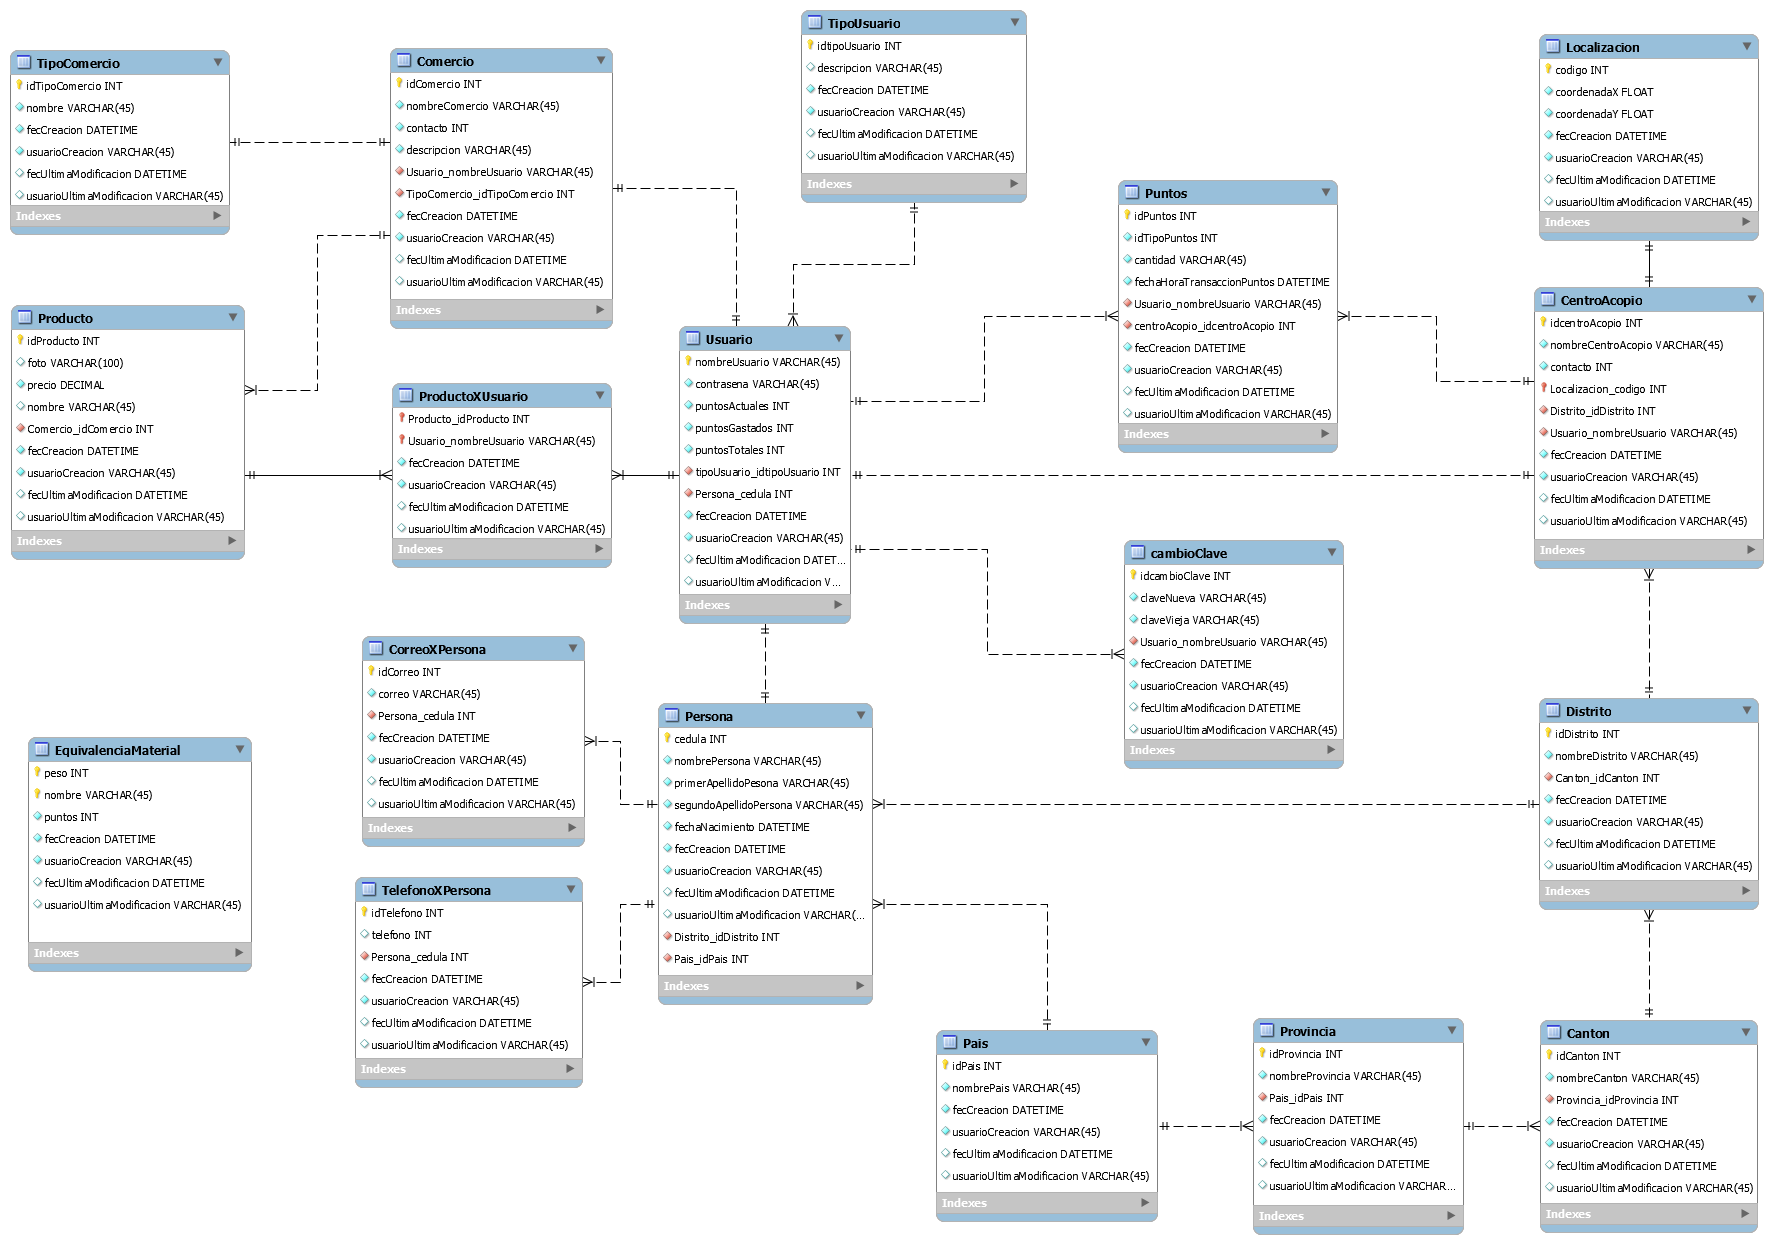 TipoComercio
idTipoComercio INT
nombre VARCHAR(45)
fecCreacion DATETIME
usuarioCreacion VARCHAR(45)
fecUltimaModificacion DATETIME
usuarioUltimaModificacion VARCHAR(45)
Indexes
Comercio
idComercio INT
nombreComercio VARCHAR(45)
contacto INT
descripcion VARCHAR(45)
Usuario_nombreUsuario VARCHAR(45)
TipoComercio_idTipoComercio INT
fecCreacion DATETIME
usuarioCreacion VARCHAR(45)
fecUltimaModificacion DATETIME
usuarioUltimaModificacion VARCHAR(45)
Indexes
TipoUsuario
idtipoUsuario INT
descripcion VARCHAR(45)
fecCreacion DATETIME
usuarioCreacion VARCHAR(45)
fecUltimaModificacion DATETIME
usuarioUltimaModificacion VARCHAR(45)
Indexes
Puntos
idPuntos INT
idTipoPuntos INT
cantidad VARCHAR(45)
fechaHoraTransaccionPuntos DATETIME
Usuario_nombreUsuario VARCHAR(45)
centroAcopio_idcentroAcopio INT
fecCreacion DATETIME
usuarioCreacion VARCHAR(45)
fecUltimaModificacion DATETIME
usuarioUltimaModificacion VARCHAR(45)
Indexes
Localizacion
codigo INT
coordenadaX FLOAT
coordenadaY FLOAT
fecCreacion DATETIME
usuarioCreacion VARCHAR(45)
fecUltimaModificacion DATETIME
usuarioUltimaModificacion VARCHAR(45)
Indexes
Producto
idProducto INT
foto VARCHAR(100)
precio DECIMAL
nombre VARCHAR(45)
Comercio_idComercio INT
fecCreacion DATETIME
usuarioCreacion VARCHAR(45)
fecUltimaModificacion DATETIME
usuarioUltimaModificacion VARCHAR(45)
Indexes
ProductoXUsuario
Producto_idProducto INT
Usuario_nombreUsuario VARCHAR(45)
fecCreacion DATETIME
usuarioCreacion VARCHAR(45)
fecUltimaModificacion DATETIME
usuarioUltimaModificacion VARCHAR(45)
Indexes
Usuario
nombreUsuario VARCHAR(45)
contrasena VARCHAR(45)
puntosActuales INT
puntosGastados INT
puntosTotales INT
tipoUsuario_idtipoUsuario INT
Persona_cedula INT
fecCreacion DATETIME
usuarioCreacion VARCHAR(45)
fecUltimaModificacion DATET...
usuarioUltimaModificacion V...
Indexes
CentroAcopio
idcentroAcopio INT
nombreCentroAcopio VARCHAR(45)
contacto INT
Localizacion_codigo INT
Distrito_idDistrito INT
Usuario_nombreUsuario VARCHAR(45)
fecCreacion DATETIME
usuarioCreacion VARCHAR(45)
fecUltimaModificacion DATETIME
usuarioUltimaModificacion VARCHAR(45)
Indexes
cambioClave
idcambioClave INT
claveNueva VARCHAR(45)
claveVieja VARCHAR(45)
Usuario_nombreUsuario VARCHAR(45)
fecCreacion DATETIME
usuarioCreacion VARCHAR(45)
fecUltimaModificacion DATETIME
usuarioUltimaModificacion VARCHAR(45)
Indexes
CorreoXPersona
idCorreo INT
correo VARCHAR(45)
Persona_cedula INT
fecCreacion DATETIME
usuarioCreacion VARCHAR(45)
fecUltimaModificacion DATETIME
usuarioUltimaModificacion VARCHAR(45)
Indexes
EquivalenciaMaterial
peso INT
nombre VARCHAR(45)
puntos INT
fecCreacion DATETIME
usuarioCreacion VARCHAR(45)
fecUltimaModificacion DATETIME
usuarioUltimaModificacion VARCHAR(45)
Indexes
Persona
cedula INT
nombrePersona VARCHAR(45)
primerApellidoPesona VARCHAR(45)
segundoApellidoPersona VARCHAR(45)
fechaNacimiento DATETIME
fecCreacion DATETIME
usuarioCreacion VARCHAR(45)
fecUltimaModificacion DATETIME
usuarioUltimaModificacion VARCHAR(...
Distrito_idDistrito INT
Pais_idPais INT
Indexes
Distrito
idDistrito INT
nombreDistrito VARCHAR(45)
Canton_idCanton INT
fecCreacion DATETIME
usuarioCreacion VARCHAR(45)
fecUltimaModificacion DATETIME
usuarioUltimaModificacion VARCHAR(45)
Indexes
TelefonoXPersona
idTelefono INT
telefono INT
Persona_cedula INT
fecCreacion DATETIME
usuarioCreacion VARCHAR(45)
fecUltimaModificacion DATETIME
usuarioUltimaModificacion VARCHAR(45)
Indexes
Pais
idPais INT
nombrePais VARCHAR(45)
fecCreacion DATETIME
usuarioCreacion VARCHAR(45)
fecUltimaModificacion DATETIME
usuarioUltimaModificacion VARCHAR(45)
Indexes
Provincia
idProvincia INT
nombreProvincia VARCHAR(45)
Pais_idPais INT
fecCreacion DATETIME
usuarioCreacion VARCHAR(45)
fecUltimaModificacion DATETIME
usuarioUltimaModificacion VARCHAR...
Indexes
Canton
idCanton INT
nombreCanton VARCHAR(45)
Provincia_idProvincia INT
fecCreacion DATETIME
usuarioCreacion VARCHAR(45)
fecUltimaModificacion DATETIME
usuarioUltimaModificacion VARCHAR(45)
Indexes